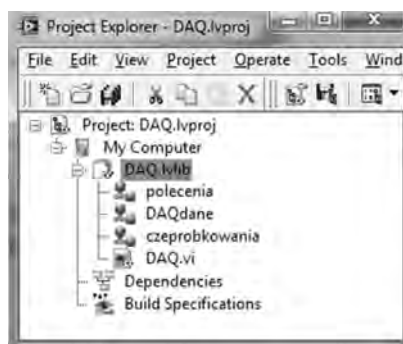 Project Explorer - DAQ.lvproj
File Edit View Project Operate Tools Wind
Project: DAQ.lvproj
My Computer
DAQ.lvlib
polecenia
DAQdane
czeprobkowania
DAQ.vi
Dependencies
Build Specifications